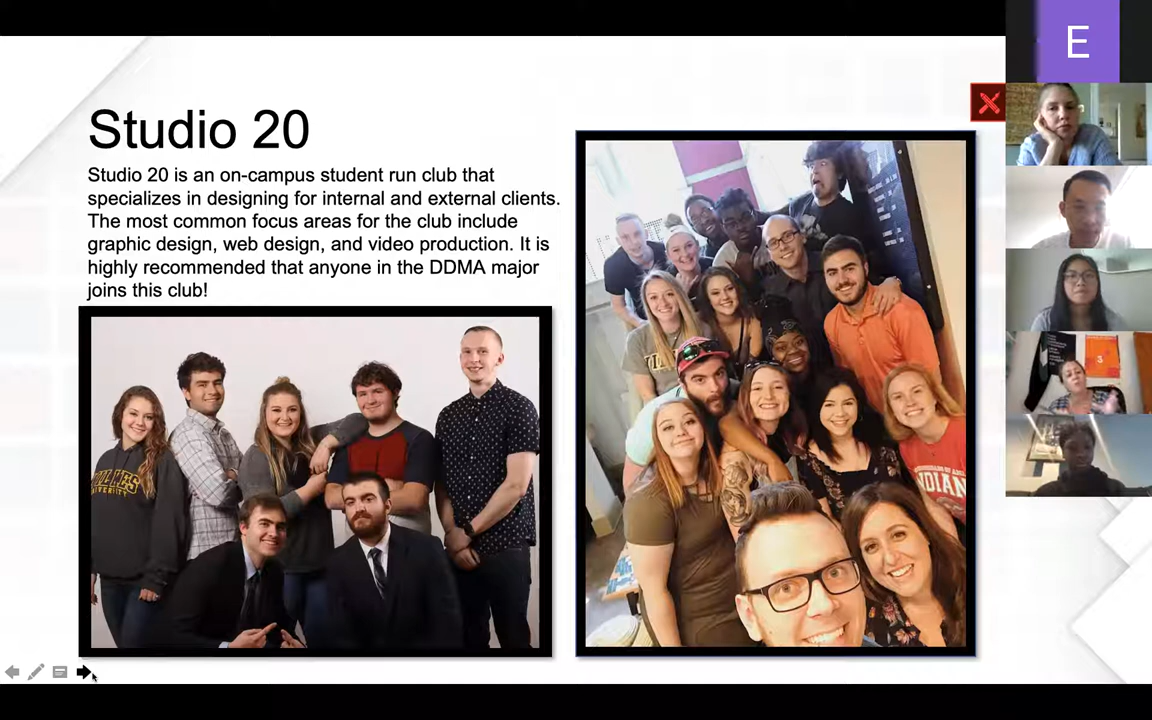 Studio 20
Studio 20 is an on-campus student run club that
specializes in designing for internal and external clients.
The most common focus areas for the club include
graphic design, web design, and video production. It is
highly recommended that anyone in the DDMA major
joins this club!
E
INDIANA
3